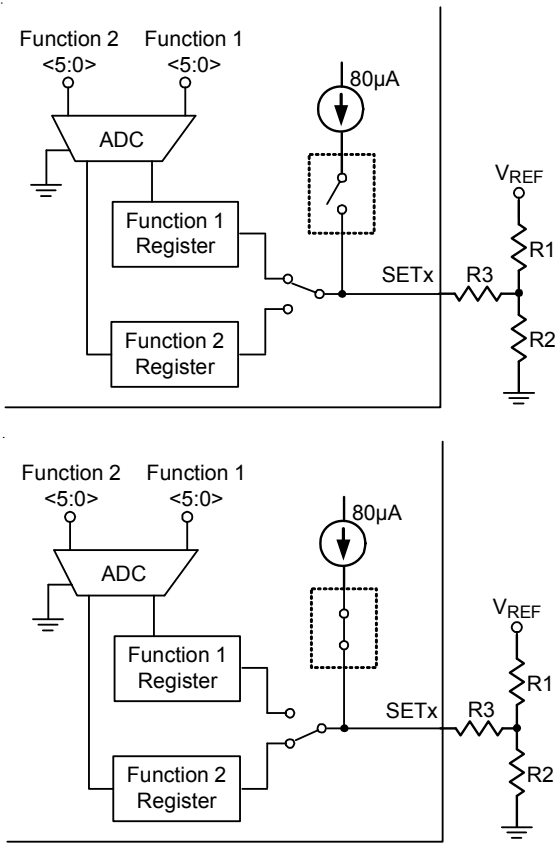 Function 2 Function 1
<5:0> <5:0>
80µA
ADC
VREF
Function 1
Register
R1
SETx R3
Function 2
Register
R2
Function 2 Function 1
<5:0> <5:0>
80µA
ADC
VREF
Function 1
Register
R1
SETx R3
Function 2
Register
R2